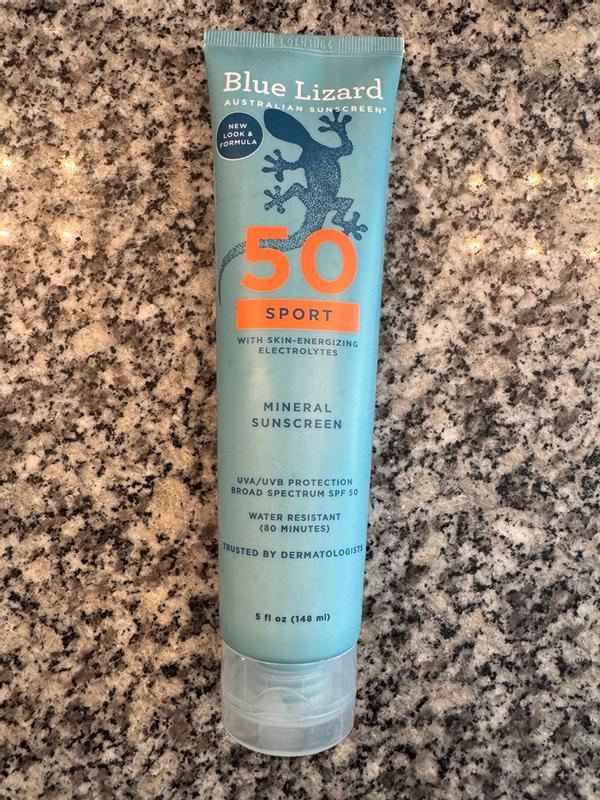 Blue Lizard
AUSTRALIAN SUNSCREEN®
NEW
LOOK &
FORMULA
50
SPORT
WITH SKIN-ENERGIZING
ELECTROLYTES
MINERAL
SUNSCREEN
UVA/UVB PROTECTION
BROAD SPECTRUM SPF 50
WATER RESISTANT
(80 MINUTES)
TRUSTED BY DERMATOLOGISTS
5 fl oz (148 ml)